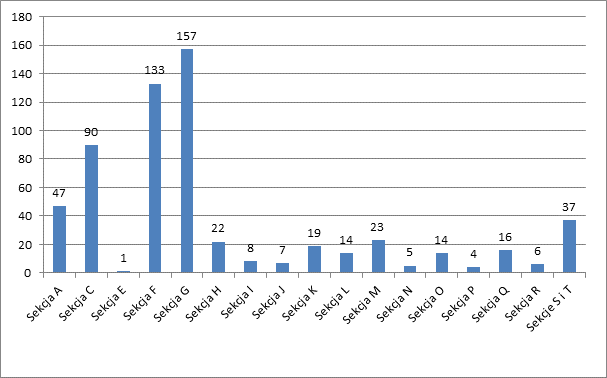 180
160
140
120
100
80
60
40
20
0
47
90
1
133
157
22
8
7
19
14
23
5
14
4
16
6
37
Sekcja A
Sekcja C
Sekcja E
Sekcja F
Sekcja G
Sekcja H
Sekcja I
Sekcja J
Sekcja K
Sekcja L
Sekcja M
Sekcja N
Sekcja O
Sekcja P
Sekcja Q
Sekcja R
Sekcje S i T